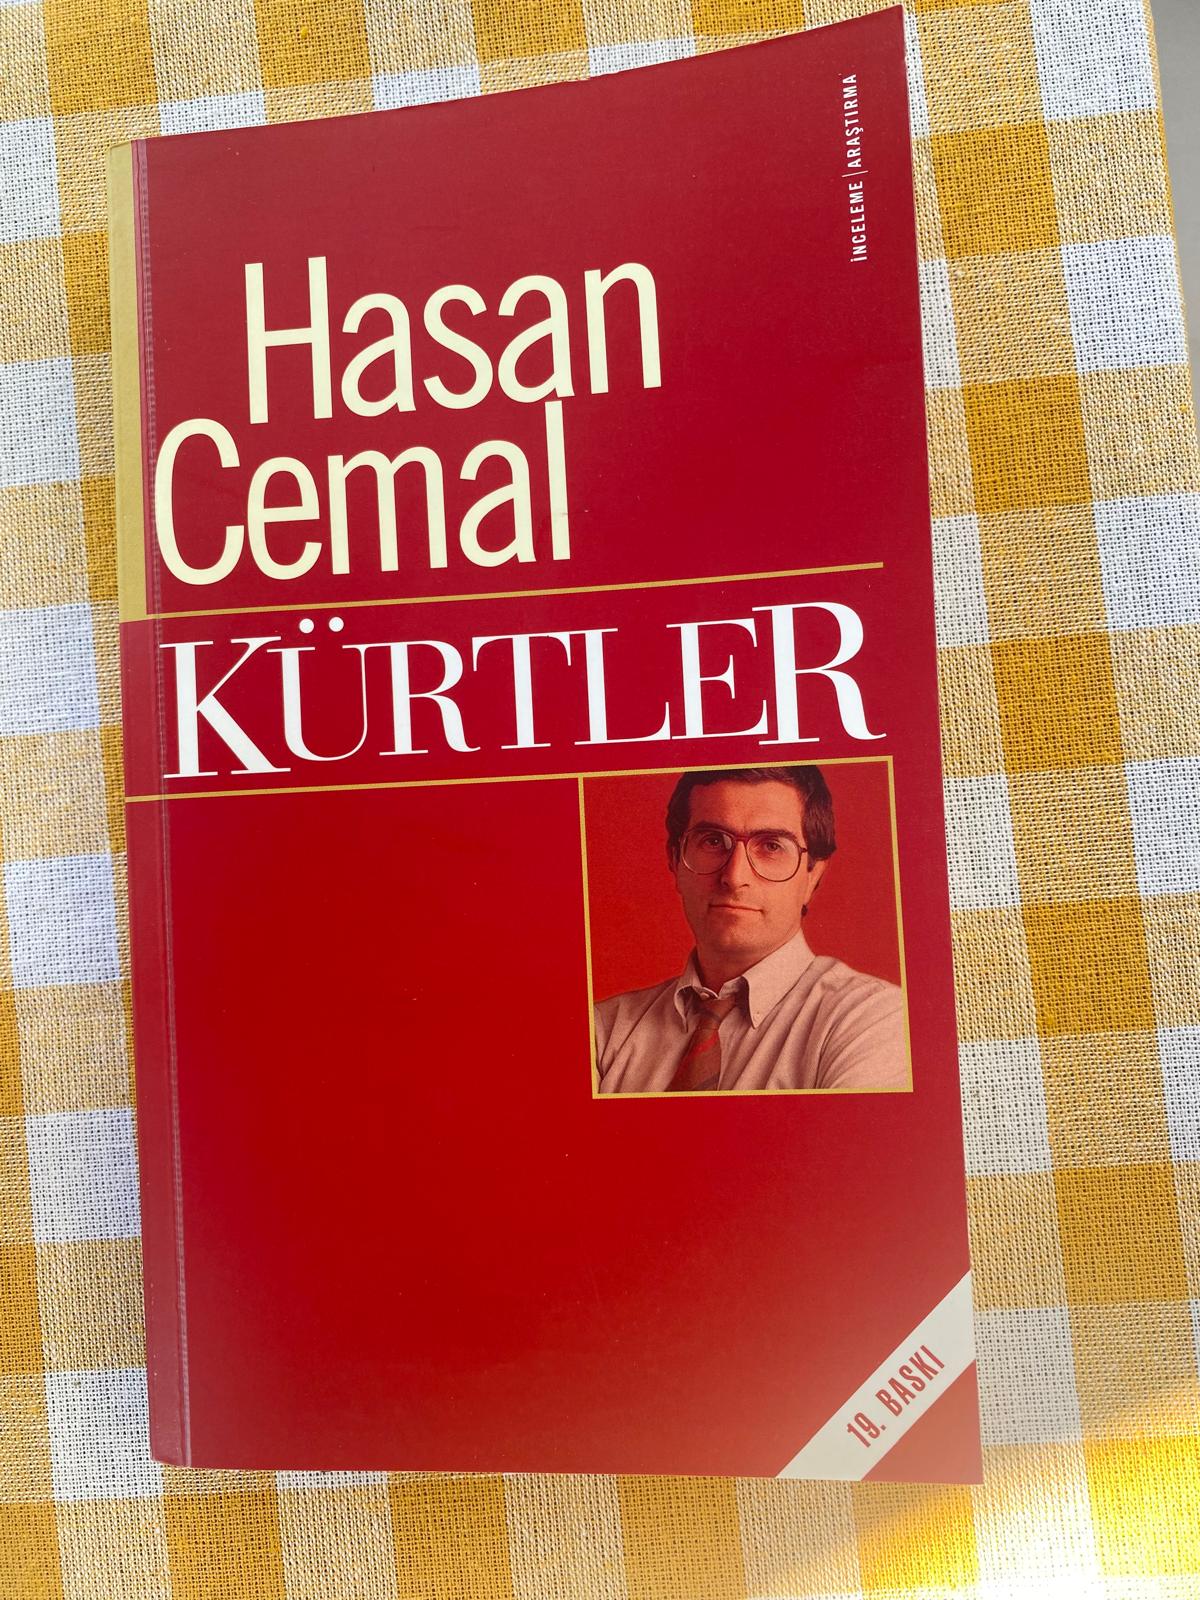 İNCELEME | ARAŞTIRMA
Hasan
Cemal
KÜRTLER
19. BASKI